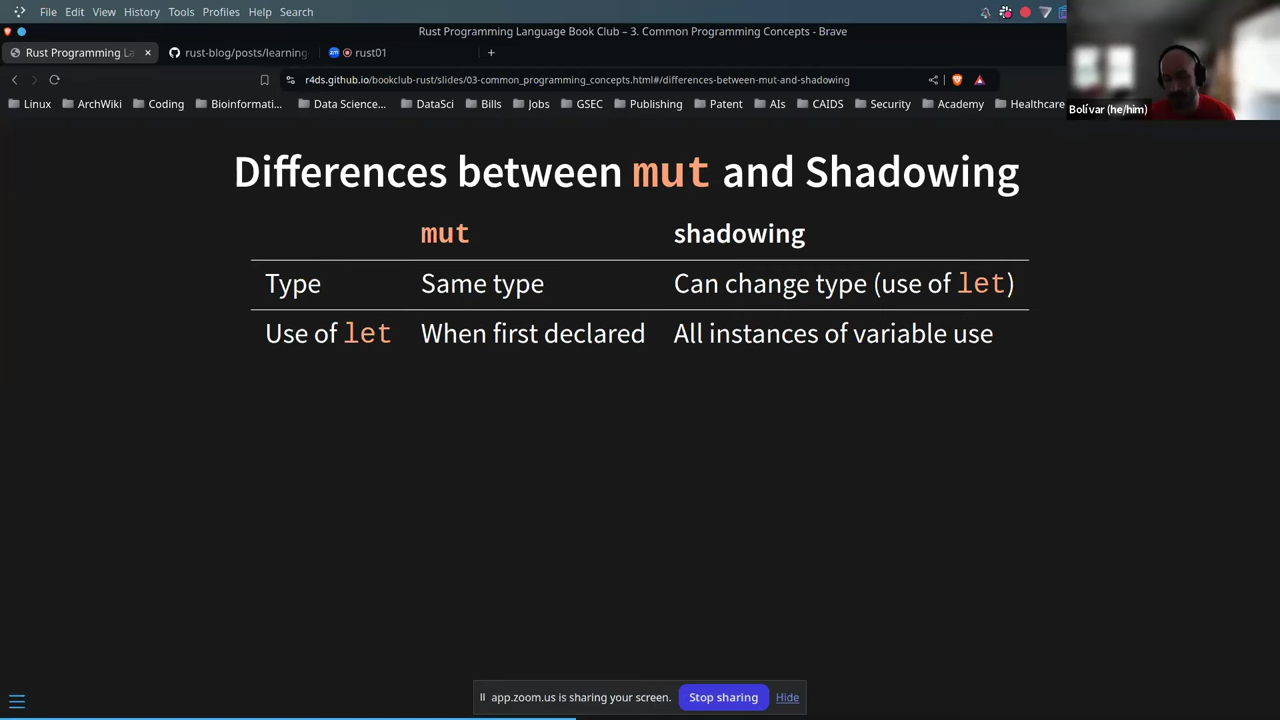 File Edit View History Tools Profiles Help Search
Rust Programming Language Book Club – 3. Common Programming Concepts - Brave
Rust Programming La
rust-blog/posts/learning
rust01
r4ds.github.io/bookclub-rust/slides/03-common_programming_concepts.html#/differences-between-mut-and-shadowing
Linux ArchWiki Coding Bioinformati... Data Science... DataSci Bills Jobs GSEC Publishing Patent AIs CAIDS Security Academy Healthcare
Bolívar (he/him)
Differences between mut and Shadowing
mut shadowing
Type Same type Can change type (use of let)
Use of let When first declared All instances of variable use
app.zoom.us is sharing your screen. Stop sharing Hide